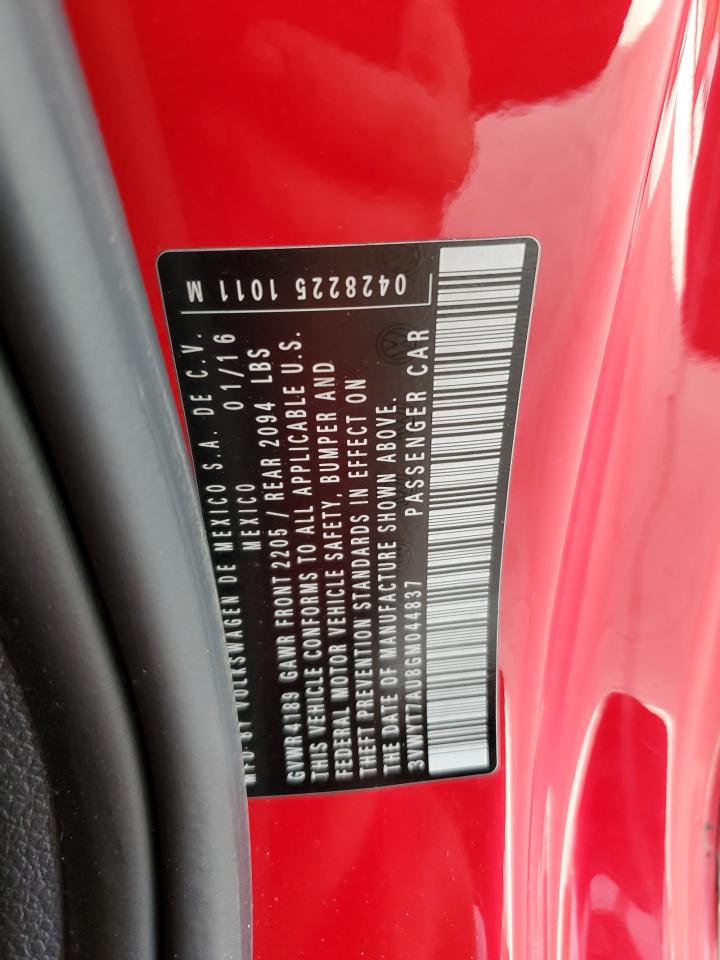 MFD BY VOLKSWAGEN DE MEXICO S.A. DE C.V.
MEXICO 01/16
GVWR 4189 GAWR FRONT 2205 / REAR 2094 LBS
THIS VEHICLE CONFORMS TO ALL APPLICABLE U.S.
FEDERAL MOTOR VEHICLE SAFETY, BUMPER AND
THEFT PREVENTION STANDARDS IN EFFECT ON
THE DATE OF MANUFACTURE SHOWN ABOVE.
3VWYT7AU8GM044837 PASSENGER CAR
0428225 1011 M